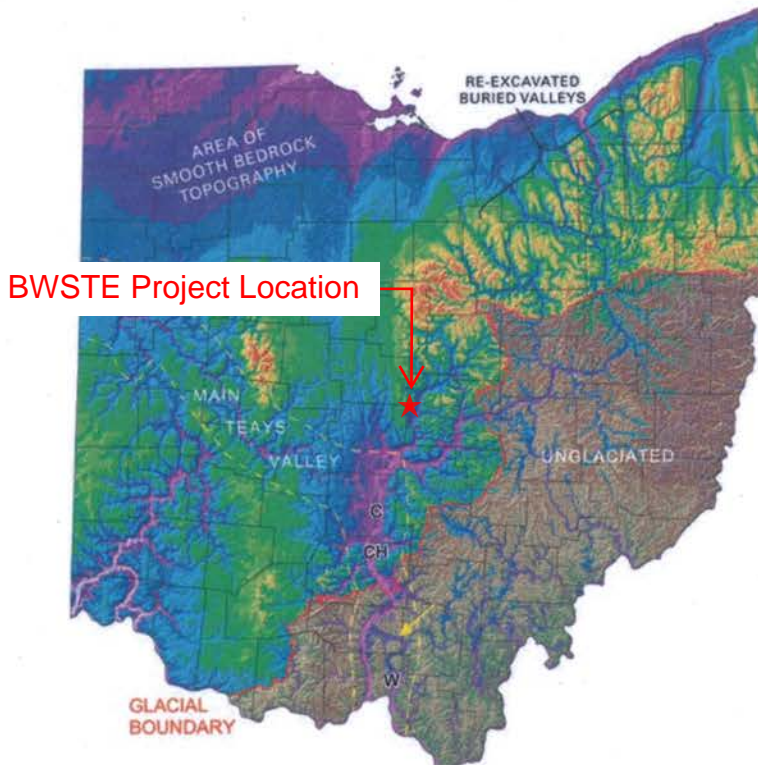 RE-EXCAVATED
BURIED VALLEYS
AREA OF
SMOOTH BEDROCK
TOPOGRAPHY
BWSTE Project Location
MAIN
TEAYS
VALLEY
UNGLACIATED
C
CH
W
GLACIAL
BOUNDARY